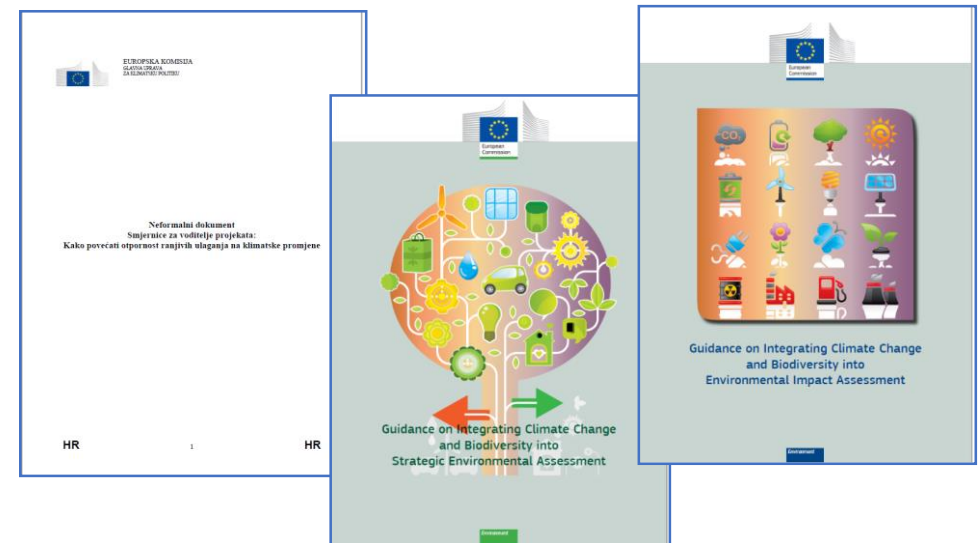 EUROPSKA KOMISIJA
GLAVNA UPRAVA
ZA KLIMATSKU POLITIKU
Neformalni dokument
Smjernice za voditelje projekata:
Kako povećati otpornost ranjivih ulaganja na klimatske promjene
HR
1
HR
European
Commission
Guidance on Integrating Climate Change
and Biodiversity into
Strategic Environmental Assessment
Environment
European
Commission
CO₂
Guidance on Integrating Climate Change
and Biodiversity into
Environmental Impact Assessment
Environment